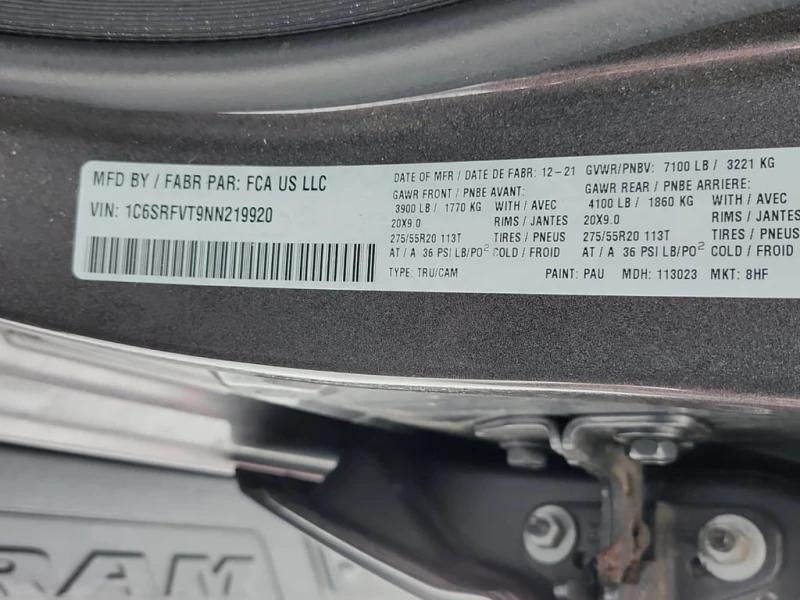 MFD BY / FABR PAR: FCA US LLC
VIN: 1C6SRFVT9NN219920
DATE OF MFR / DATE DE FABR: 12-21 GVWR/PNBV: 7100 LB / 3221 KG
GAWR FRONT / PNBE AVANT: GAWR REAR / PNBE ARRIERE:
3900 LB / 1770 KG WITH / AVEC 4100 LB / 1860 KG WITH / AVEC
20X9.0 RIMS / JANTES 20X9.0 RIMS / JANTES
275/55R20 113T TIRES / PNEUS 275/55R20 113T TIRES / PNEUS
AT / A 36 PSI LB/PO² COLD / FROID AT / A 36 PSI LB/PO² COLD / FROID
TYPE: TRU/CAM PAINT: PAU MDH: 113023 MKT: 8HF
RAM